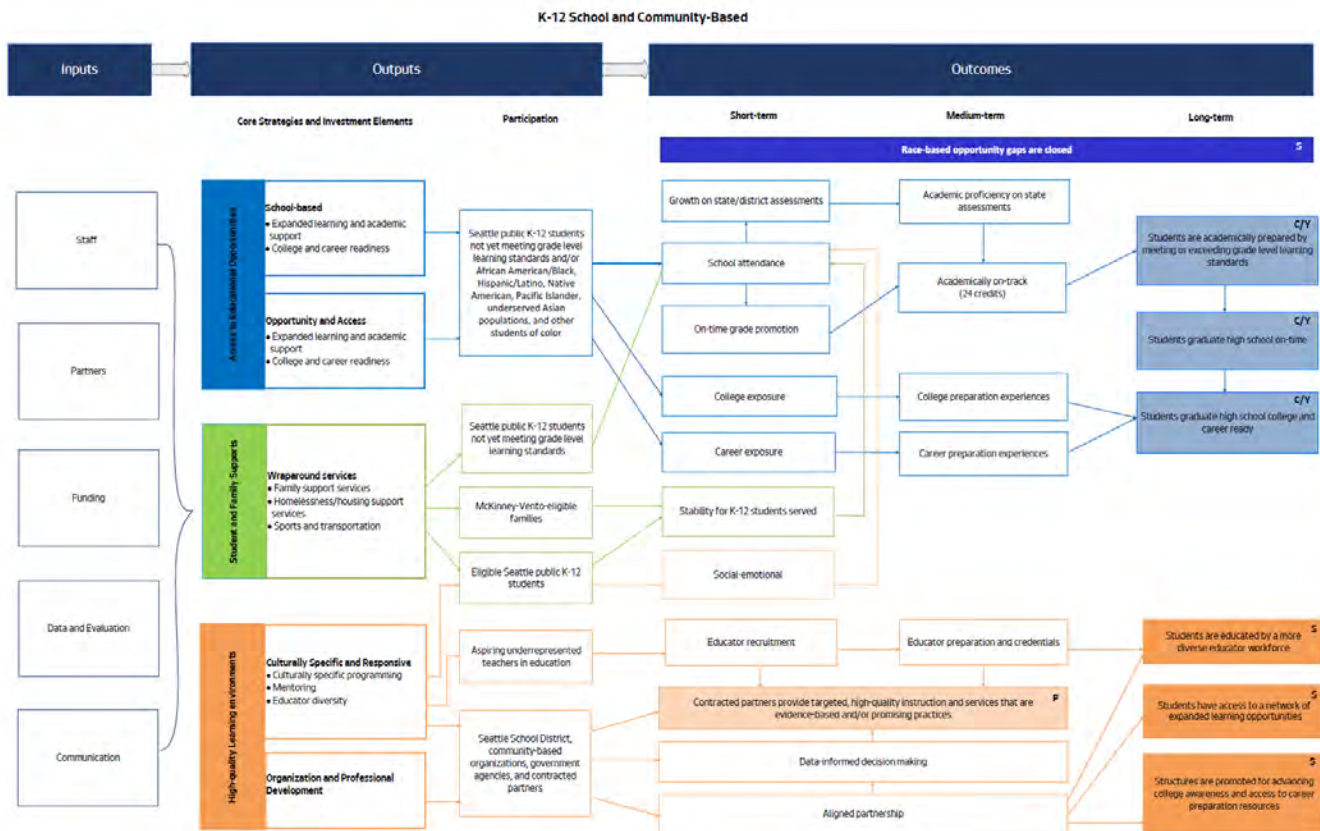 K-12 School and Community-Based
Inputs
Outputs
Outcomes
Core Strategies and Investment Elements
Participation
Short-term
Medium-term
Long-term
Race-based opportunity gaps are closed
S
Staff
Partners
Funding
Data and Evaluation
Communication
Access to Educational Opportunities
School-based
• Expanded learning and academic
support
• College and career readiness
Opportunity and Access
• Expanded learning and academic
support
• College and career readiness
Seattle public K-12 students
not yet meeting grade level
learning standards and/or
African American/Black,
Hispanic/Latino, Native
American, Pacific Islander,
underserved Asian
populations, and other
students of color
Growth on state/district assessments
School attendance
On-time grade promotion
College exposure
Career exposure
Academic proficiency on state
assessments
Academically on-track
(24 credits)
College preparation experiences
Career preparation experiences
C/Y
Students are academically prepared by
meeting or exceeding grade level learning
standards
C/Y
Students graduate high school on-time
C/Y
Students graduate high school college and
career ready
Student and Family Supports
Wraparound services
• Family support services
• Homelessness/housing support
services
• Sports and transportation
Seattle public K-12 students
not yet meeting grade level
learning standards
McKinney-Vento-eligible
families
Eligible Seattle public K-12
students
Stability for K-12 students served
Social-emotional
High-quality Learning environments
Culturally Specific and Responsive
• Culturally specific programming
• Mentoring
• Educator diversity
Organization and Professional
Development
Aspiring underrepresented
teachers in education
Seattle School District,
community-based
organizations, government
agencies, and contracted
partners
Educator recruitment
Educator preparation and credentials
P
Contracted partners provide targeted, high-quality instruction and services that are
evidence-based and/or promising practices
Data-informed decision making
Aligned partnership
S
Students are educated by a more
diverse educator workforce
S
Students have access to a network of
expanded learning opportunities
S
Structures are promoted for advancing
college awareness and access to career
preparation resources